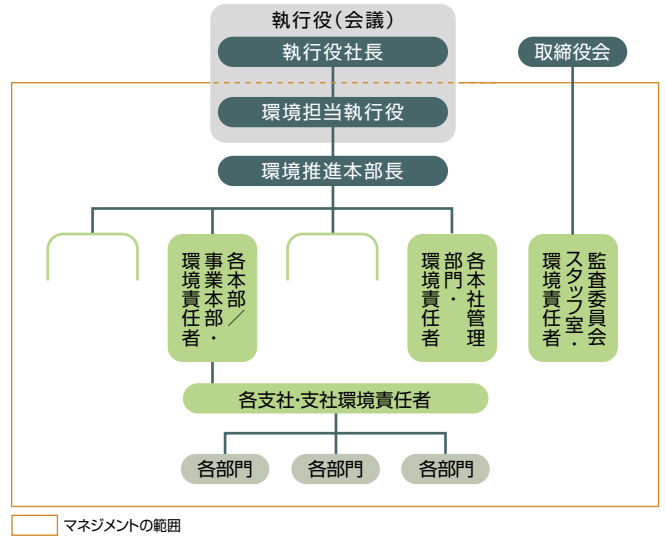 執行役（会議）
執行役社長
取締役会
環境担当執行役
環境推進本部長
各本部／
事業本部・
環境責任者
各本社管理
部門・
環境責任者
監査委員会
スタッフ室・
環境責任者
各支社・支社環境責任者
各部門
各部門
各部門
マネジメントの範囲